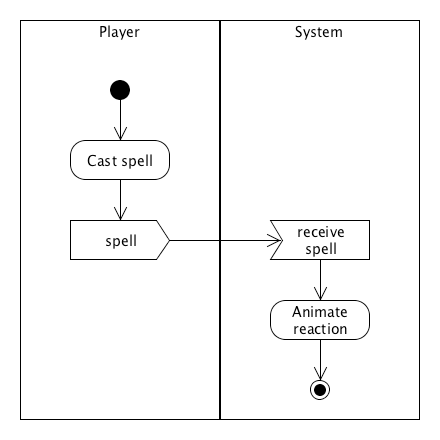 Player
System
Cast spell
spell
receive
spell
Animate
reaction